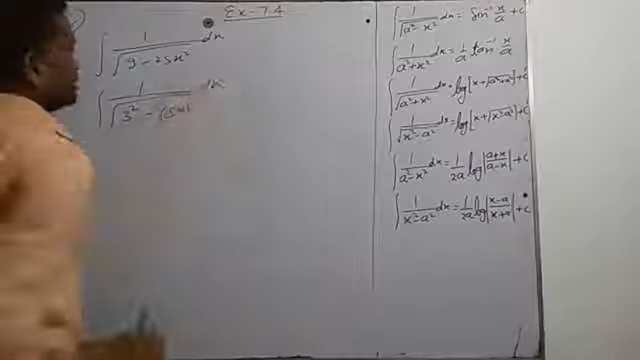 Ex - 7.4
∫ 1/√(9 - 25x²) dx
∫ 1/√(3² - (5x)²) dx
∫ 1/√(a² - x²) dx = sin⁻¹ x/a + c
∫ 1/(a² + x²) dx = 1/a tan⁻¹ x/a
∫ 1/√(a² + x²) dx = log|x + √(a² + x²)| + c
∫ 1/√(x² - a²) dx = log|x + √(x² - a²)| + c
∫ 1/(a² - x²) dx = 1/2a log|(a+x)/(a-x)| + c
∫ 1/(x² - a²) dx = 1/2a log|(x-a)/(x+a)| + c